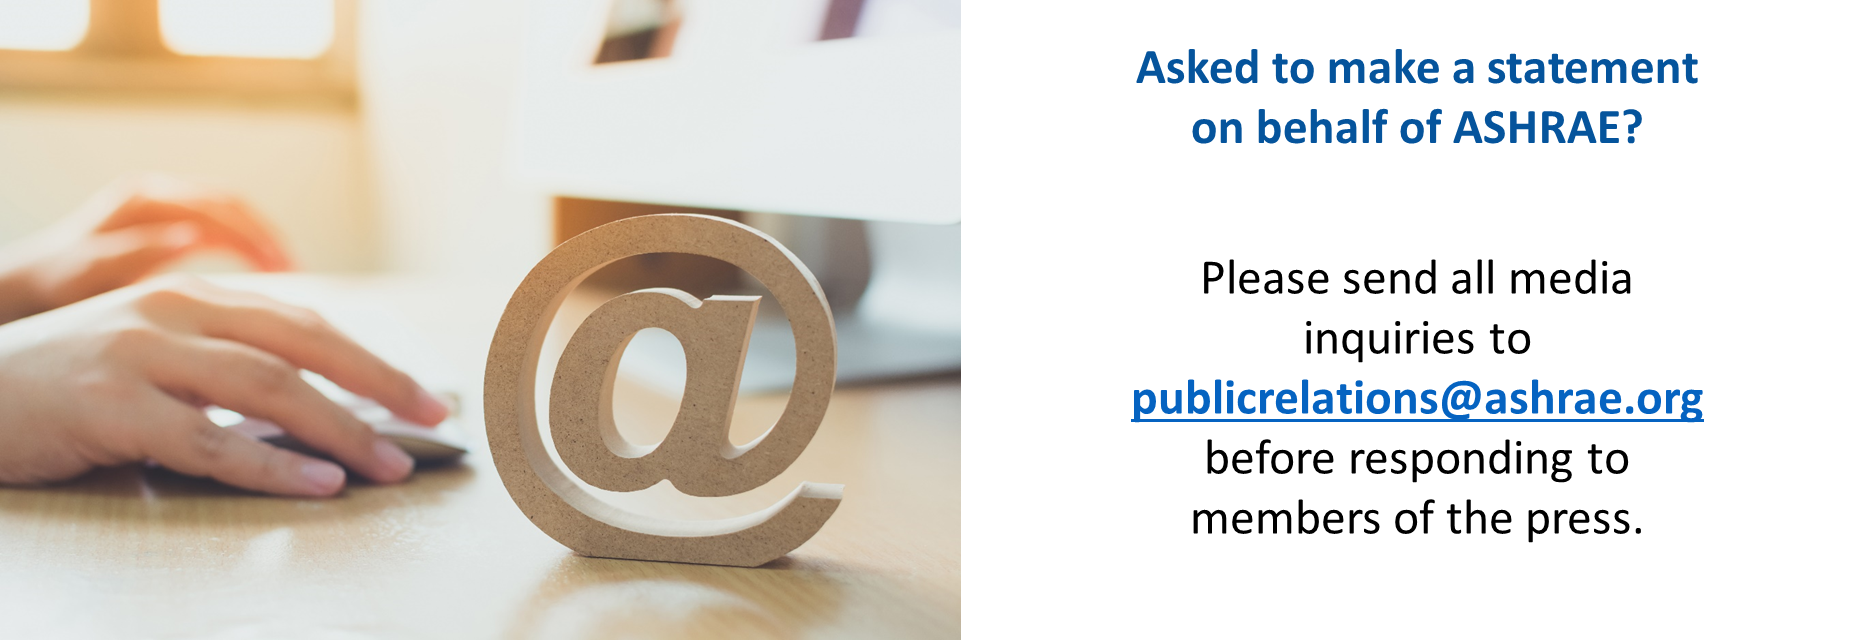 Asked to make a statement
on behalf of ASHRAE?
Please send all media
inquiries to
publicrelations@ashrae.org
before responding to
members of the press.